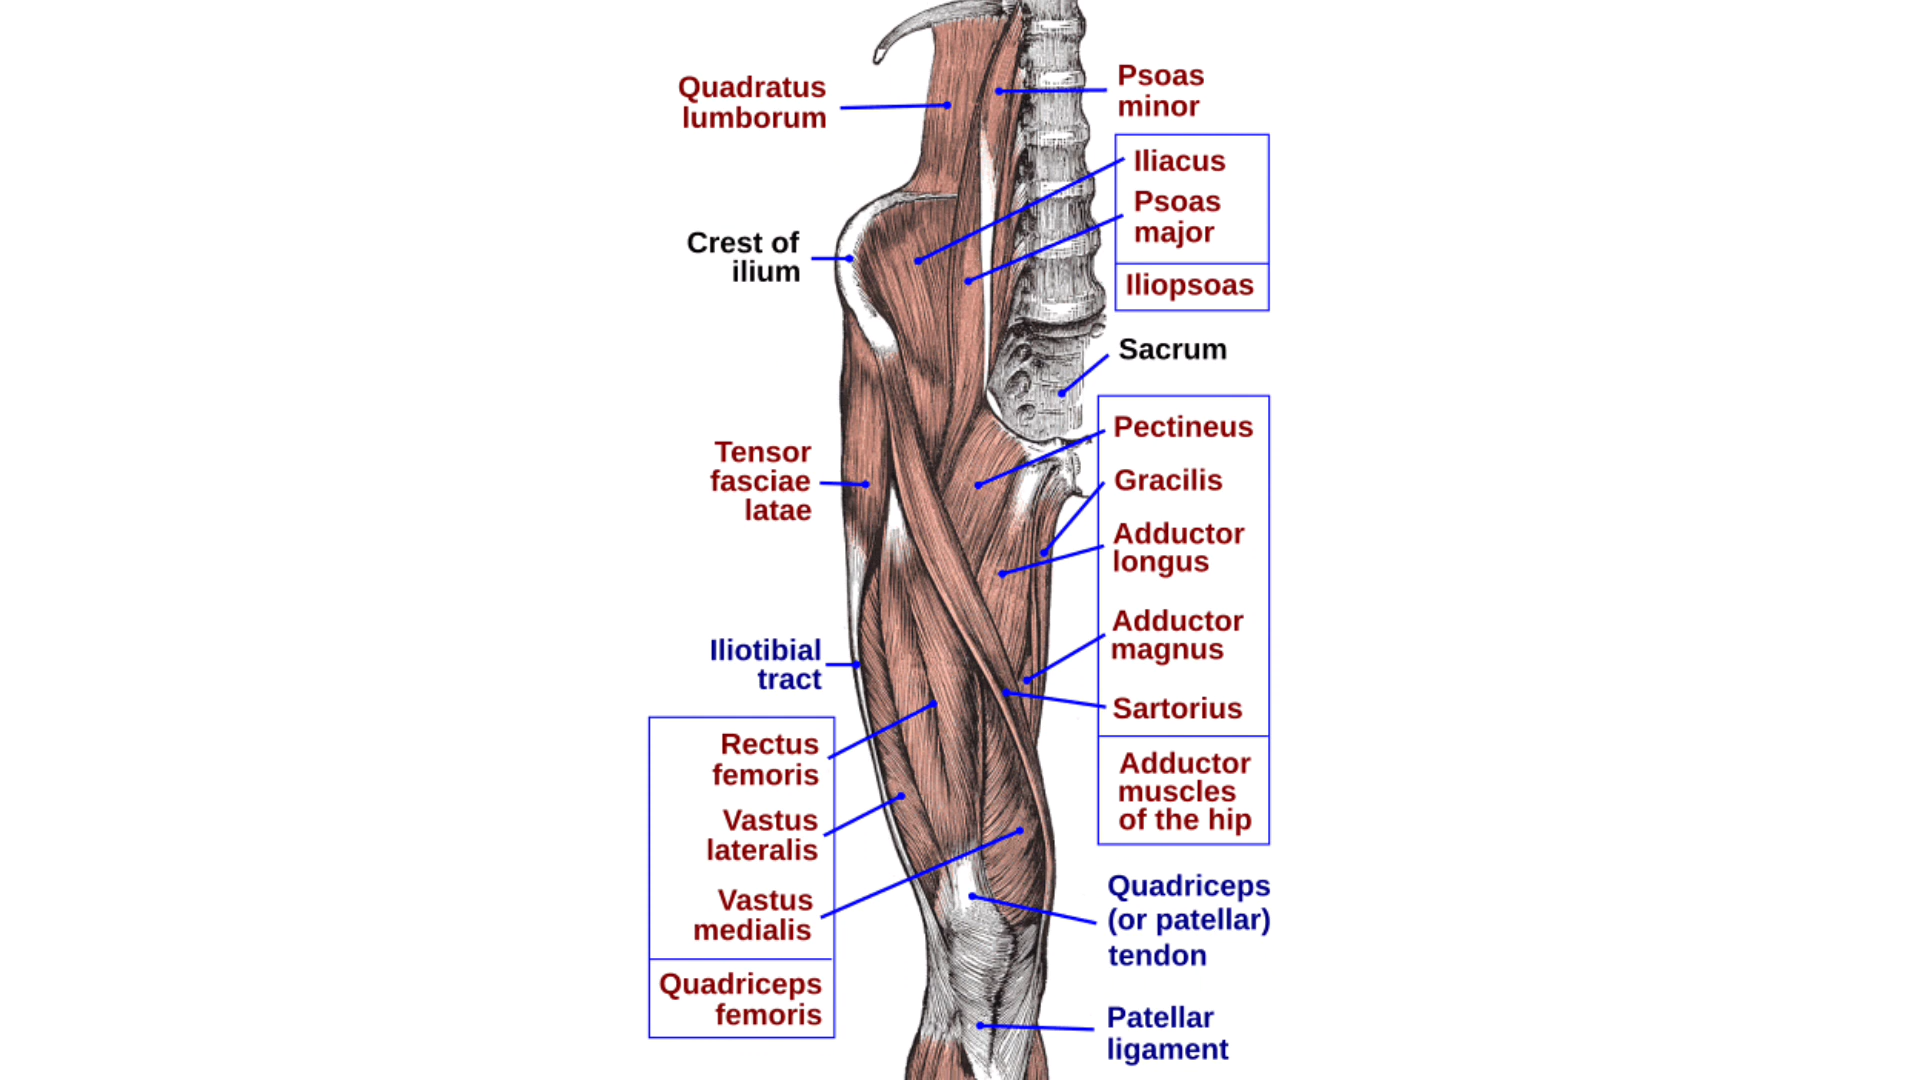 Quadratus
lumborum
Crest of
ilium
Tensor
fasciae
latae
Iliotibial
tract
Rectus
femoris
Vastus
lateralis
Vastus
medialis
Quadriceps
femoris
Psoas
minor
Iliacus
Psoas
major
Iliopsoas
Sacrum
Pectineus
Gracilis
Adductor
longus
Adductor
magnus
Sartorius
Adductor
muscles
of the hip
Quadriceps
(or patellar)
tendon
Patellar
ligament